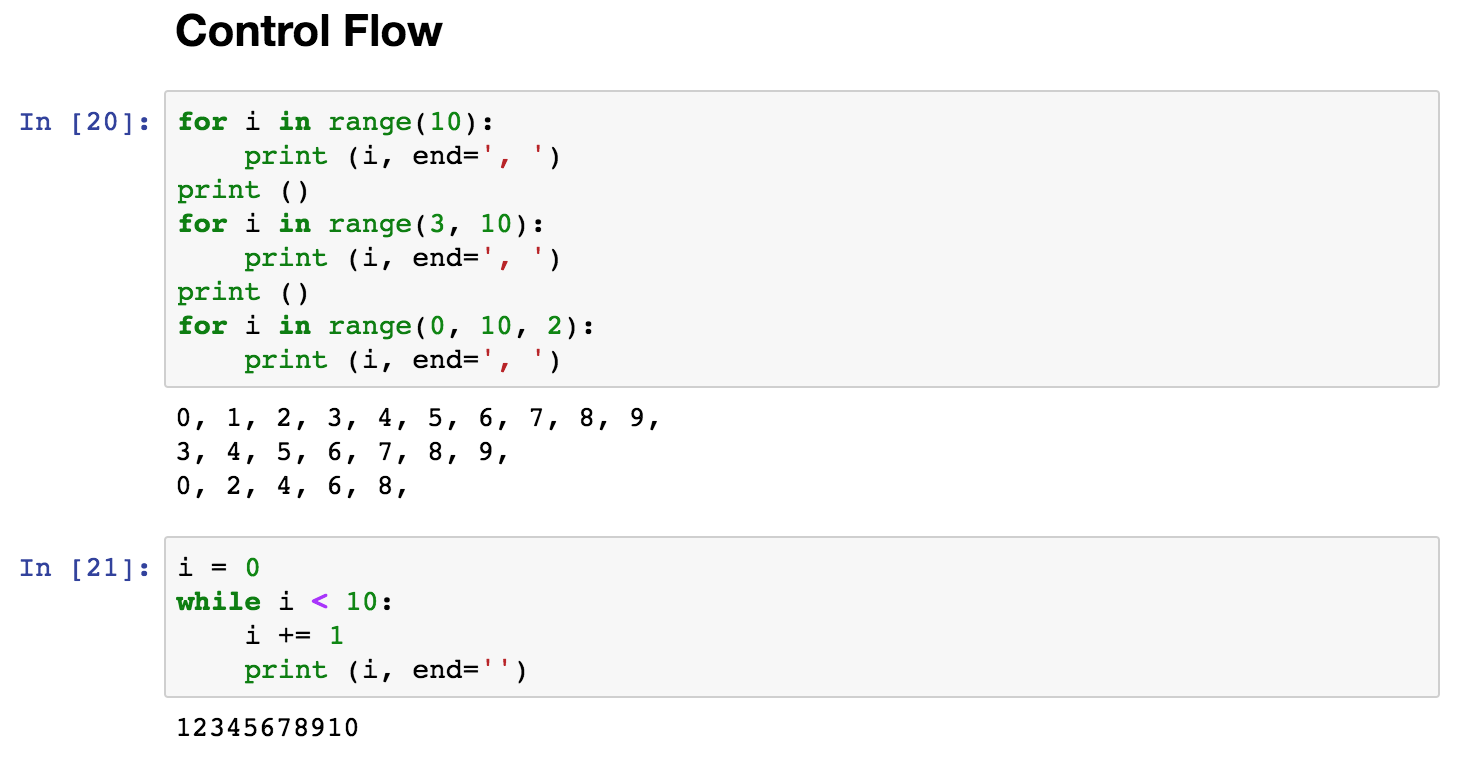 Control Flow
In [20]:
for i in range(10):
    print (i, end=', ')
print ()
for i in range(3, 10):
    print (i, end=', ')
print ()
for i in range(0, 10, 2):
    print (i, end=', ')
0, 1, 2, 3, 4, 5, 6, 7, 8, 9,
3, 4, 5, 6, 7, 8, 9,
0, 2, 4, 6, 8,
In [21]:
i = 0
while i < 10:
    i += 1
    print (i, end='')
12345678910